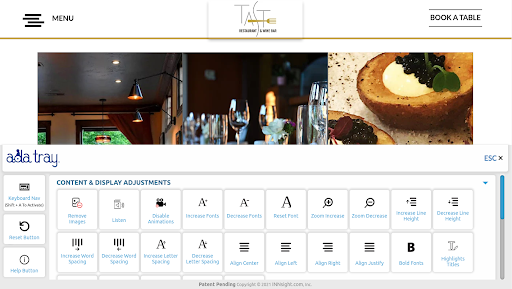 MENU
TAST
RESTAURANT & WINE BAR
BOOK A TABLE
ada tray.
ESC ×
Keyboard Nav
(Shift + A To Activate)
Reset Button
Help Button
CONTENT & DISPLAY ADJUSTMENTS
Remove Images
Listen
Disable Animations
Increase Fonts
Decrease Fonts
Reset Font
Zoom Increase
Zoom Decrease
Increase Line Height
Decrease Line Height
Increase Word Spacing
Decrease Word Spacing
Increase Letter Spacing
Decrease Letter Spacing
Align Center
Align Left
Align Right
Align Justify
Bold Fonts
Highlights Titles
Patent Pending Copyright © 2021 INNsight.com, Inc.